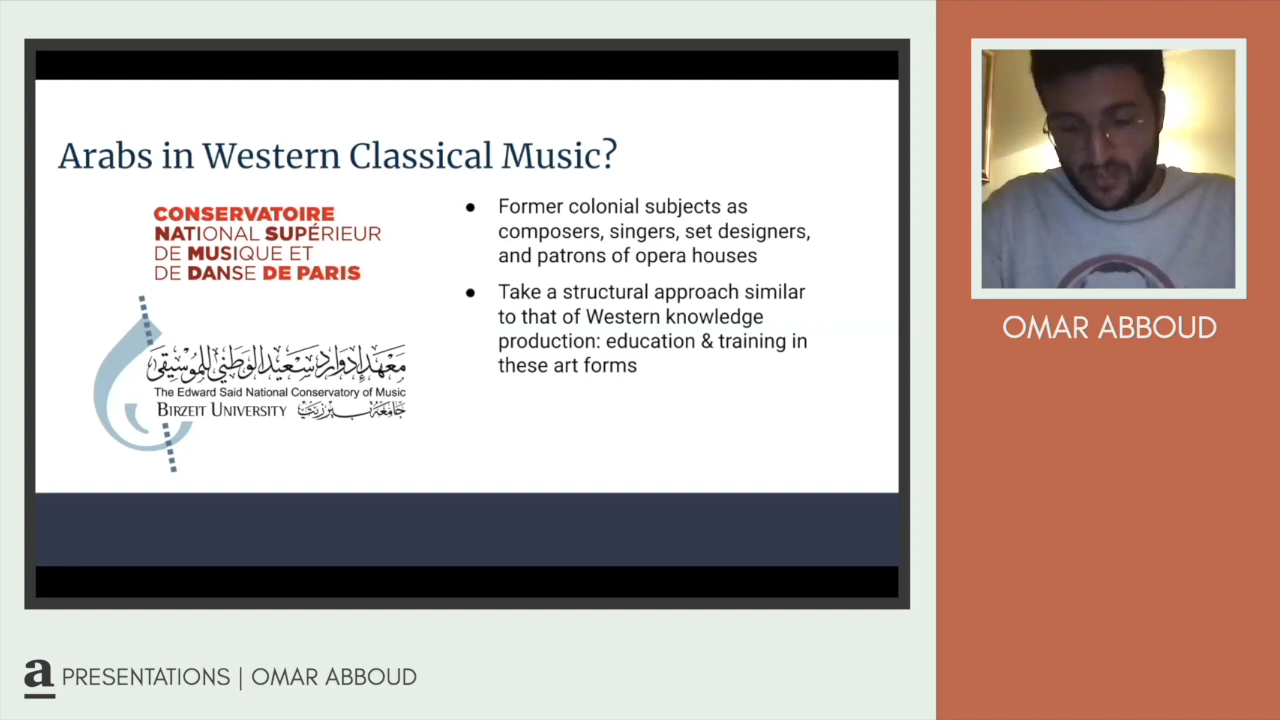 Arabs in Western Classical Music?
CONSERVATOIRE
NATIONAL SUPÉRIEUR
DE MUSIQUE ET
DE DANSE DE PARIS
معهد إدوارد سعيد الوطني للموسيقى
The Edward Said National Conservatory of Music
BIRZEIT UNIVERSITY جامعة بيرزيت
● Former colonial subjects as
composers, singers, set designers,
and patrons of opera houses
● Take a structural approach similar
to that of Western knowledge
production: education & training in
these art forms
OMAR ABBOUD
a PRESENTATIONS | OMAR ABBOUD